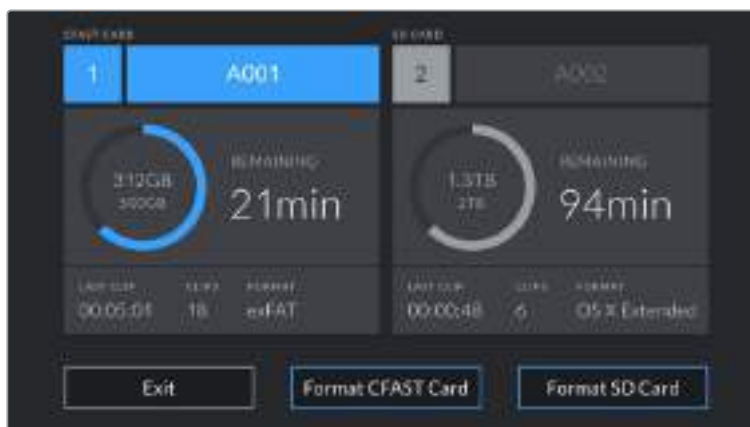 CFAST CARD
1 A001
312GB
REMAINING
21min
LAST CLIP CLIPS FORMAT
00:05:01 18 exFAT
SD CARD
2 A002
1.3TB
2TB
REMAINING
94min
LAST CLIP CLIPS FORMAT
00:00:48 6 OS X Extended
Exit Format CFAST Card Format SD Card